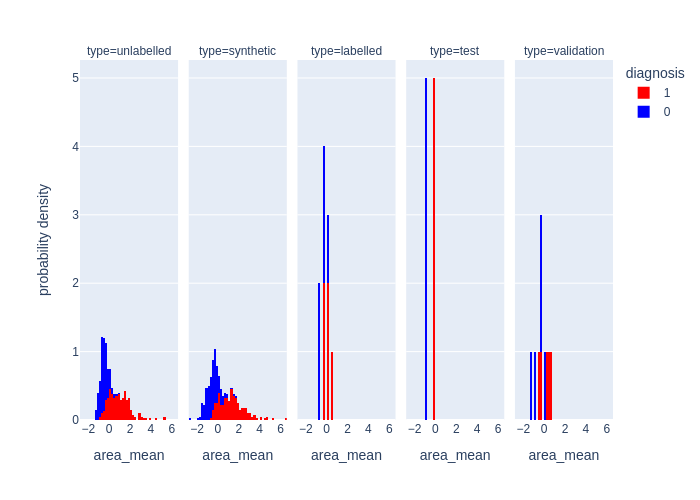 type=unlabelled type=synthetic type=labelled type=test type=validation
diagnosis
1
0
5
4
3
2
1
0
probability density
−2 0 2 4 6 −2 0 2 4 6 −2 0 2 4 6 −2 0 2 4 6 −2 0 2 4 6
area_mean area_mean area_mean area_mean area_mean